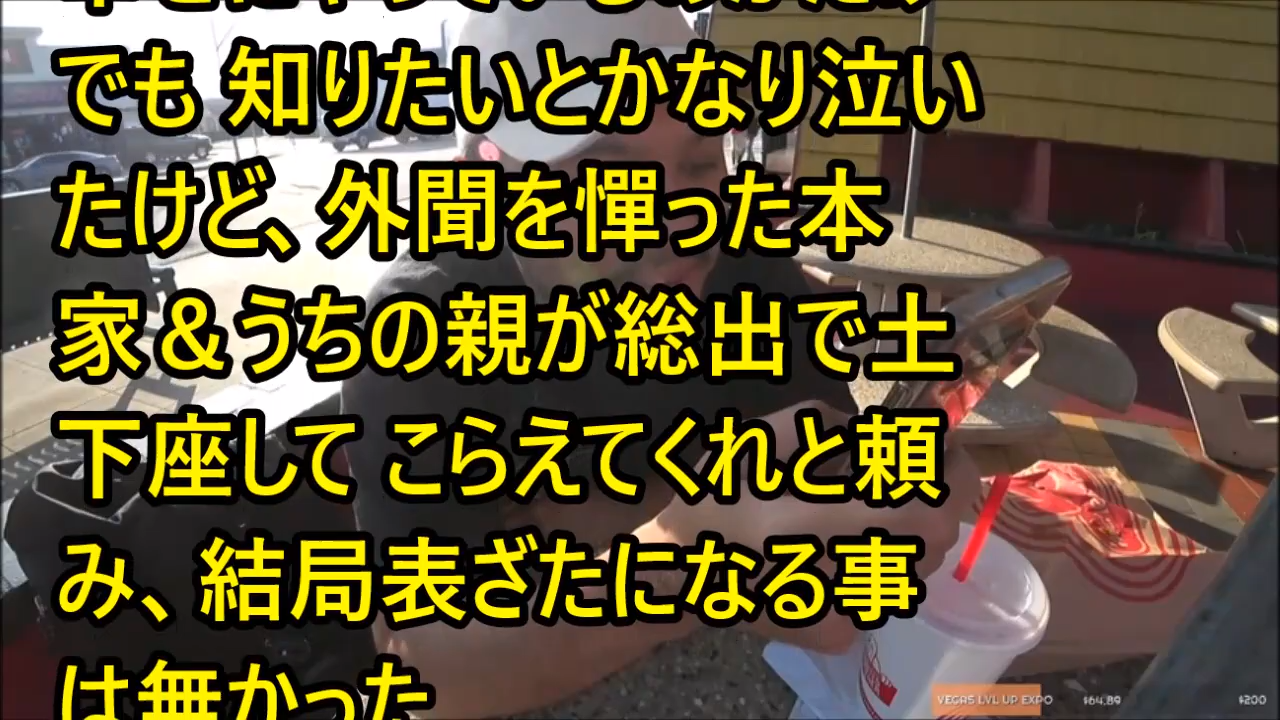 でも 知りたいとかなり泣い
たけど、外聞を憚った本
家＆うちの親が総出で土
下座して こらえてくれと頼
み、結局表ざたになる事
は無かった
VEGAS LVL UP EXPO $64.89 $200